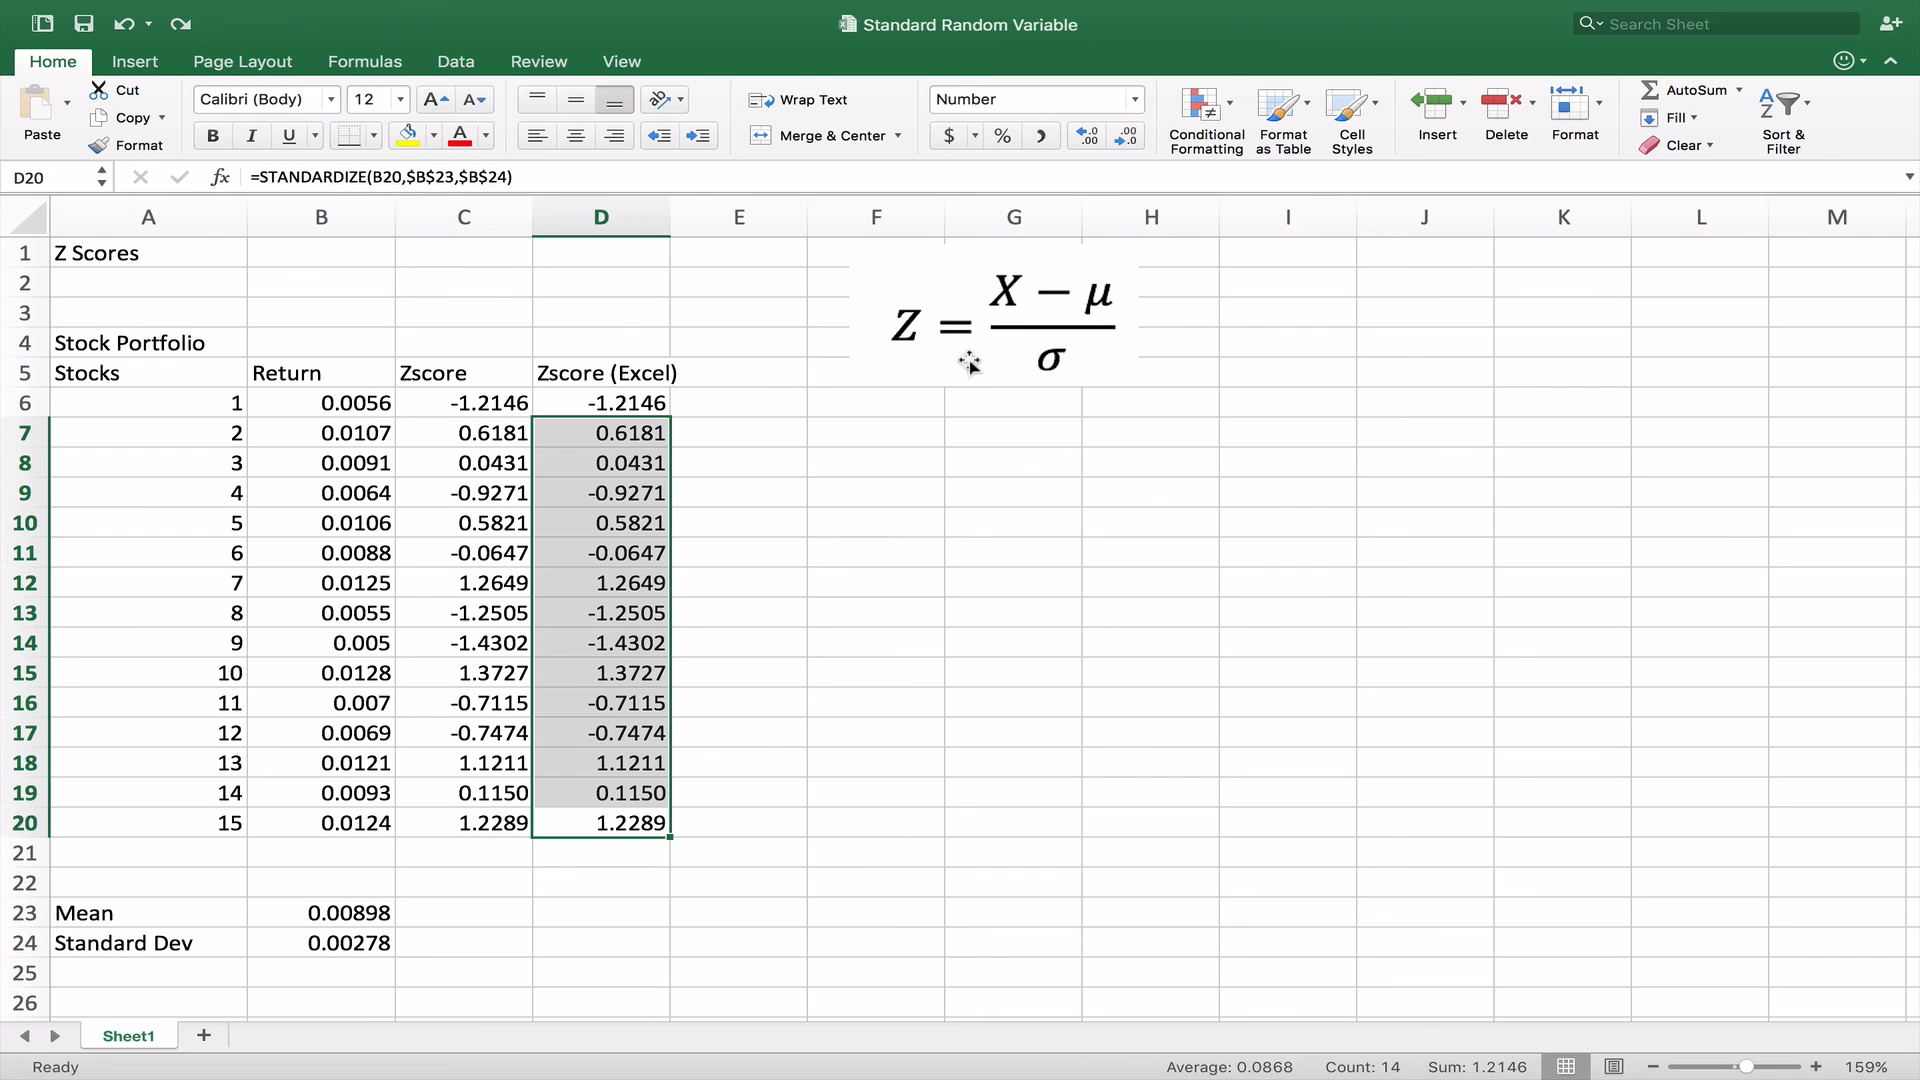 Standard Random Variable
Search Sheet
Home Insert Page Layout Formulas Data Review View
Paste
Cut
Copy
Format
Calibri (Body) 12
B I U
Wrap Text
Merge & Center
Number
$ %
Conditional Formatting
Format as Table
Cell Styles
Insert
Delete
Format
AutoSum
Fill
Clear
Sort & Filter
D20 fx =STANDARDIZE(B20,$B$23,$B$24)
A B C D E F G H I J K L M
1 Z Scores
2
3
4 Stock Portfolio
5 Stocks Return Zscore Zscore (Excel)
6 1 0.0056 -1.2146 -1.2146
7 2 0.0107 0.6181 0.6181
8 3 0.0091 0.0431 0.0431
9 4 0.0064 -0.9271 -0.9271
10 5 0.0106 0.5821 0.5821
11 6 0.0088 -0.0647 -0.0647
12 7 0.0125 1.2649 1.2649
13 8 0.0055 -1.2505 -1.2505
14 9 0.005 -1.4302 -1.4302
15 10 0.0128 1.3727 1.3727
16 11 0.007 -0.7115 -0.7115
17 12 0.0069 -0.7474 -0.7474
18 13 0.0121 1.1211 1.1211
19 14 0.0093 0.1150 0.1150
20 15 0.0124 1.2289 1.2289
21
22
23 Mean 0.00898
24 Standard Dev 0.00278
25
26
X − μ
Z =
σ
Sheet1 +
Ready Average: 0.0868 Count: 14 Sum: 1.2146 159%